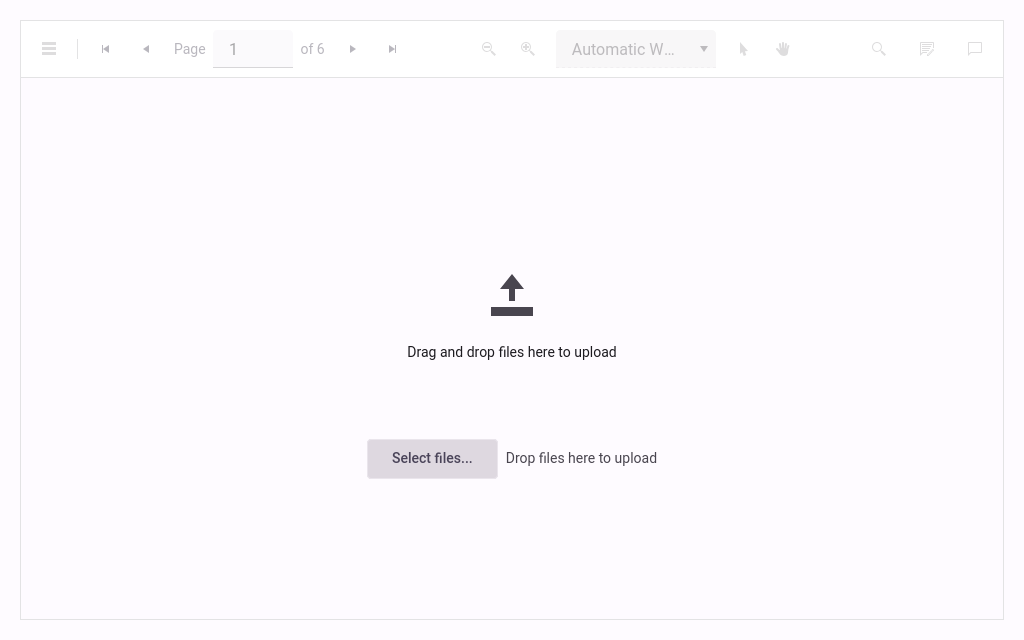 Page 1 of 6 Automatic W...
Drag and drop files here to upload
Select files... Drop files here to upload